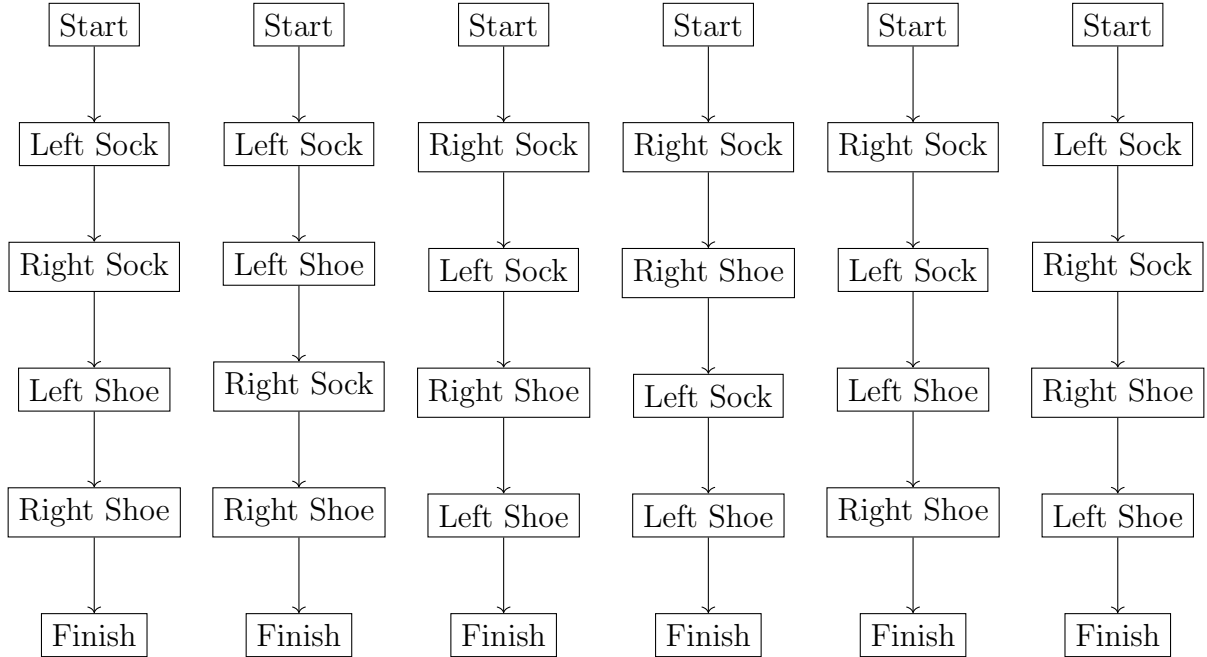 Start Start Start Start Start Start
Left Sock Left Sock Right Sock Right Sock Right Sock Left Sock
Right Sock Left Shoe Left Sock Right Shoe Left Sock Right Sock
Left Shoe Right Sock Right Shoe Left Sock Left Shoe Right Shoe
Right Shoe Right Shoe Left Shoe Left Shoe Right Shoe Left Shoe
Finish Finish Finish Finish Finish Finish